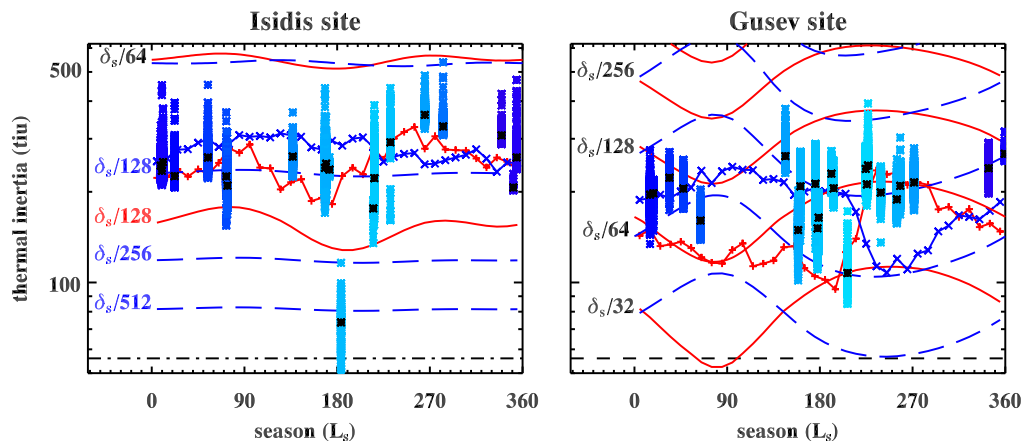 Isidis site
Gusev site
thermal inertia (tiu)
500
100
δs/64
δs/128
δs/128
δs/256
δs/512
0 90 180 270 360
season (Ls)
δs/256
δs/128
δs/64
δs/32
0 90 180 270 360
season (Ls)